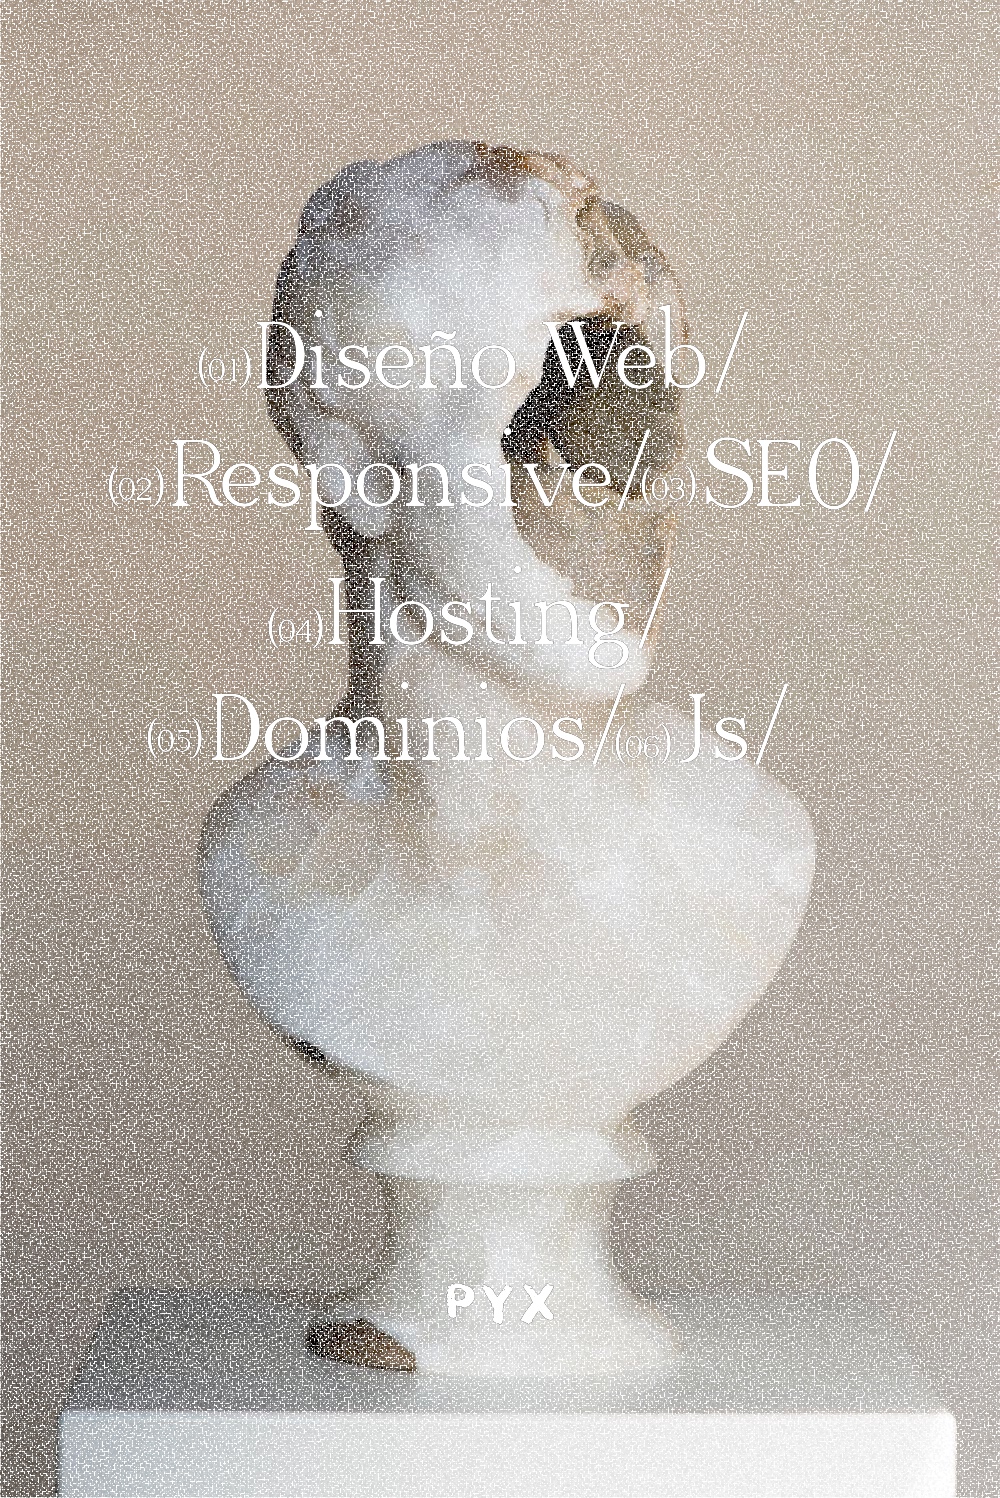 (01)Diseño Web/
(02)Responsive/(03)SEO/
(04)Hosting/
(05)Dominios/(06)Js/
PYX